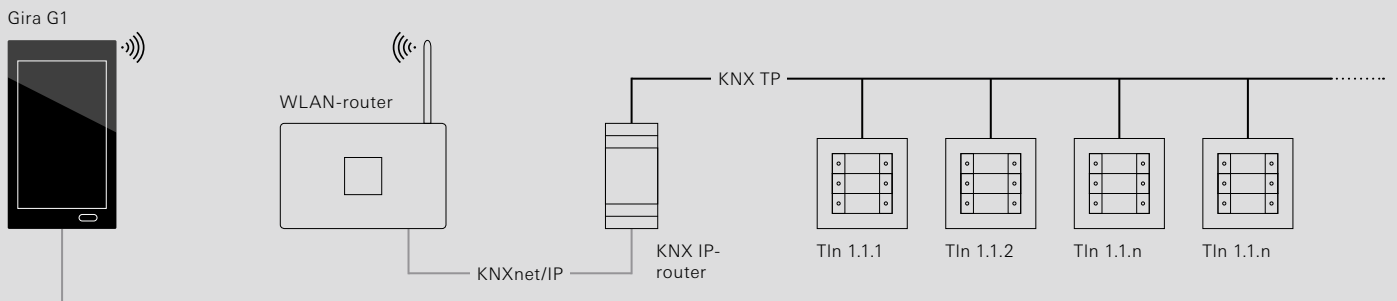 Gira G1
WLAN-router
KNX TP
KNXnet/IP
KNX IP-
router
Tln 1.1.1
Tln 1.1.2
Tln 1.1.n
Tln 1.1.n